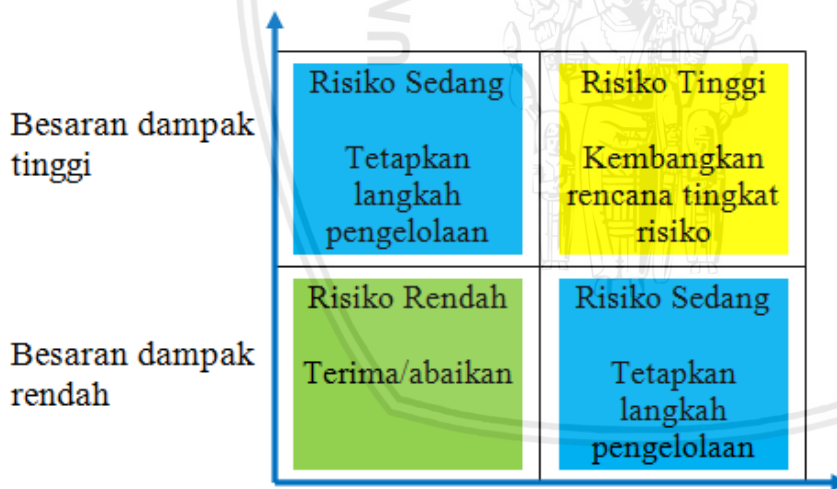 Besaran dampak
tinggi
Risiko Sedang
Tetapkan
langkah
pengelolaan
Risiko Tinggi
Kembangkan
rencana tingkat
risiko
Besaran dampak
rendah
Risiko Rendah
Terima/abaikan
Risiko Sedang
Tetapkan
langkah
pengelolaan